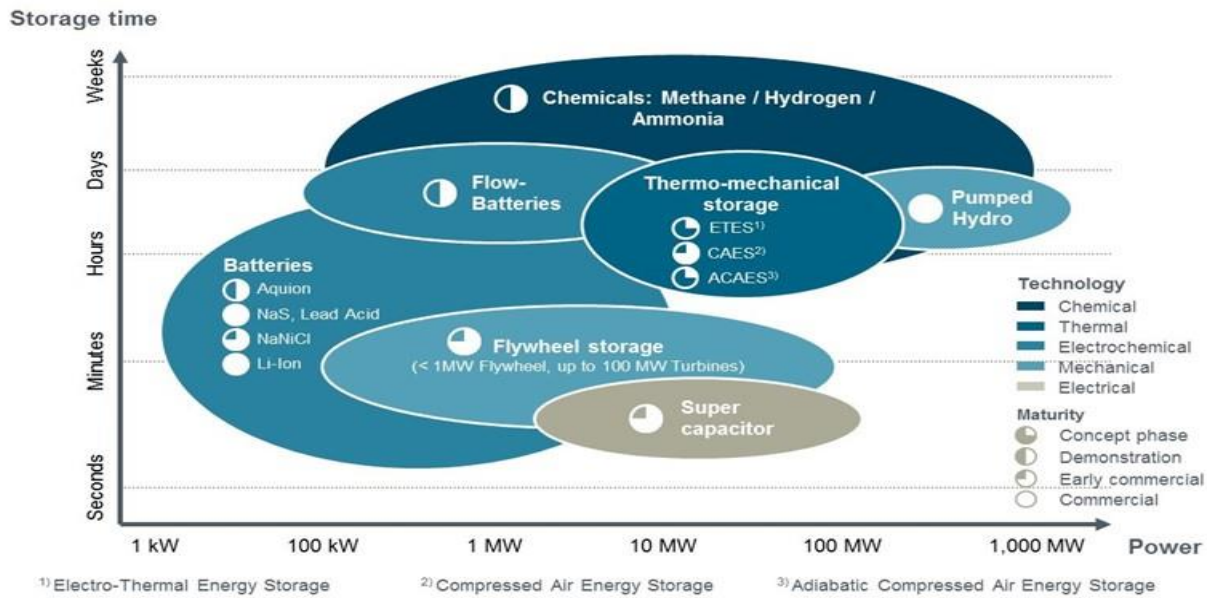 Storage time
Weeks
Days
Hours
Minutes
Seconds
Chemicals: Methane / Hydrogen /
Ammonia
Flow-
Batteries
Thermo-mechanical
storage
ETES1)
CAES2)
ACAES3)
Pumped
Hydro
Batteries
Aquion
NaS, Lead Acid
NaNiCl
Li-Ion
Flywheel storage
(< 1MW Flywheel, up to 100 MW Turbines)
Super
capacitor
Technology
Chemical
Thermal
Electrochemical
Mechanical
Electrical
Maturity
Concept phase
Demonstration
Early commercial
Commercial
1 kW 100 kW 1 MW 10 MW 100 MW 1,000 MW Power
1) Electro-Thermal Energy Storage 2) Compressed Air Energy Storage 3) Adiabatic Compressed Air Energy Storage